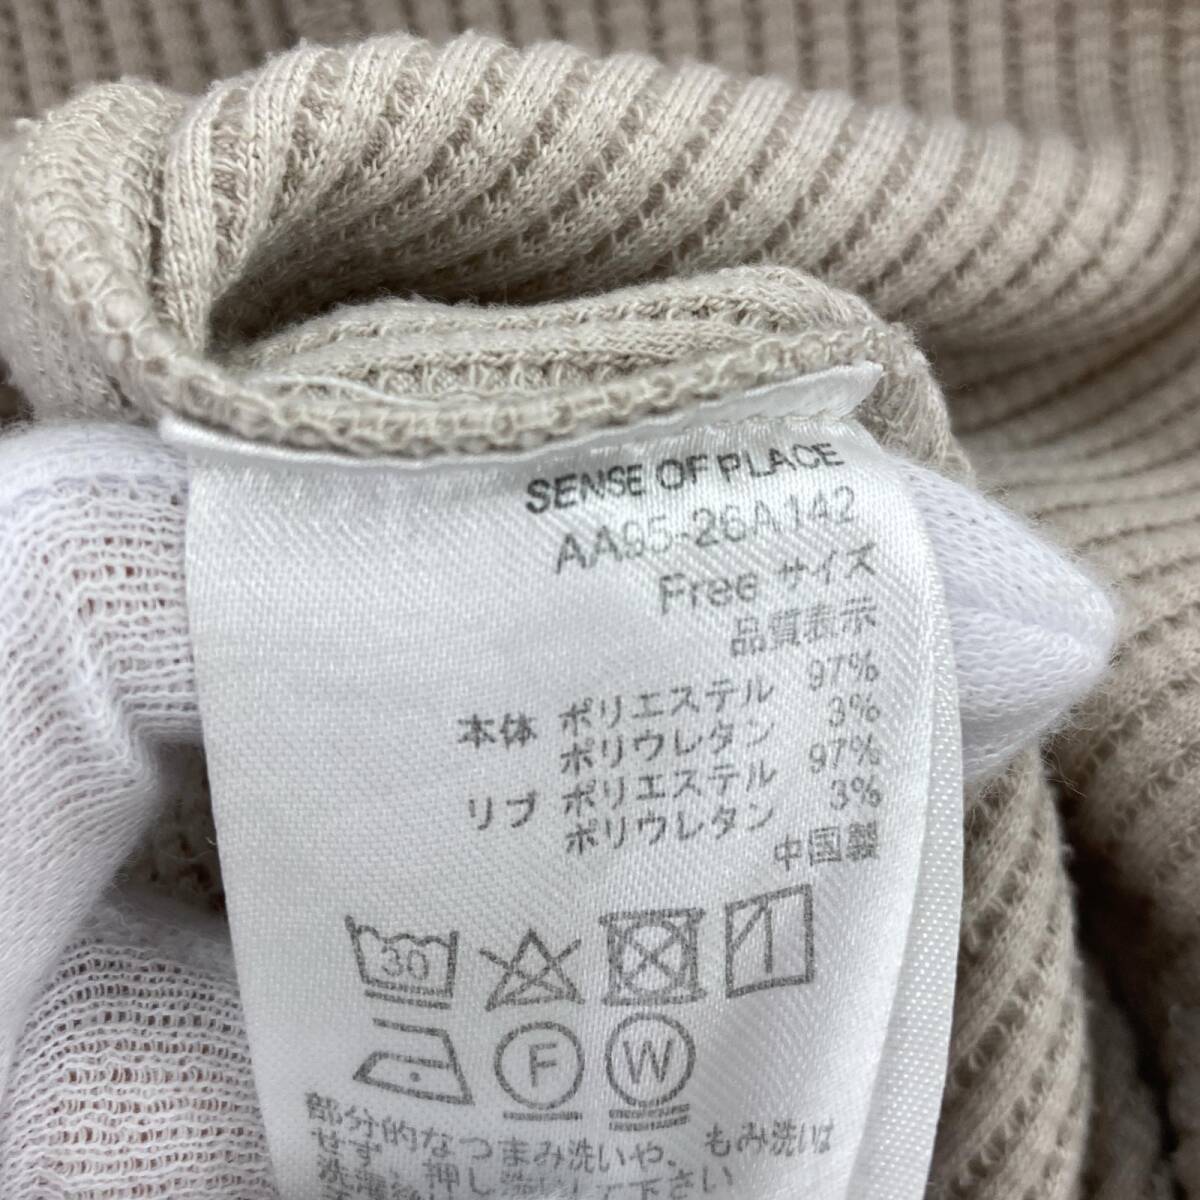 SENSE OF PLACE
AA95-26A142
Free サイズ
品質表示
本体 ポリエステル 97%
ポリウレタン 3%
リブ ポリエステル 97%
ポリウレタン 3%
中国製
30
F W
部分的なつまみ洗いや、もみ洗いは
せず、押し洗いして下さい